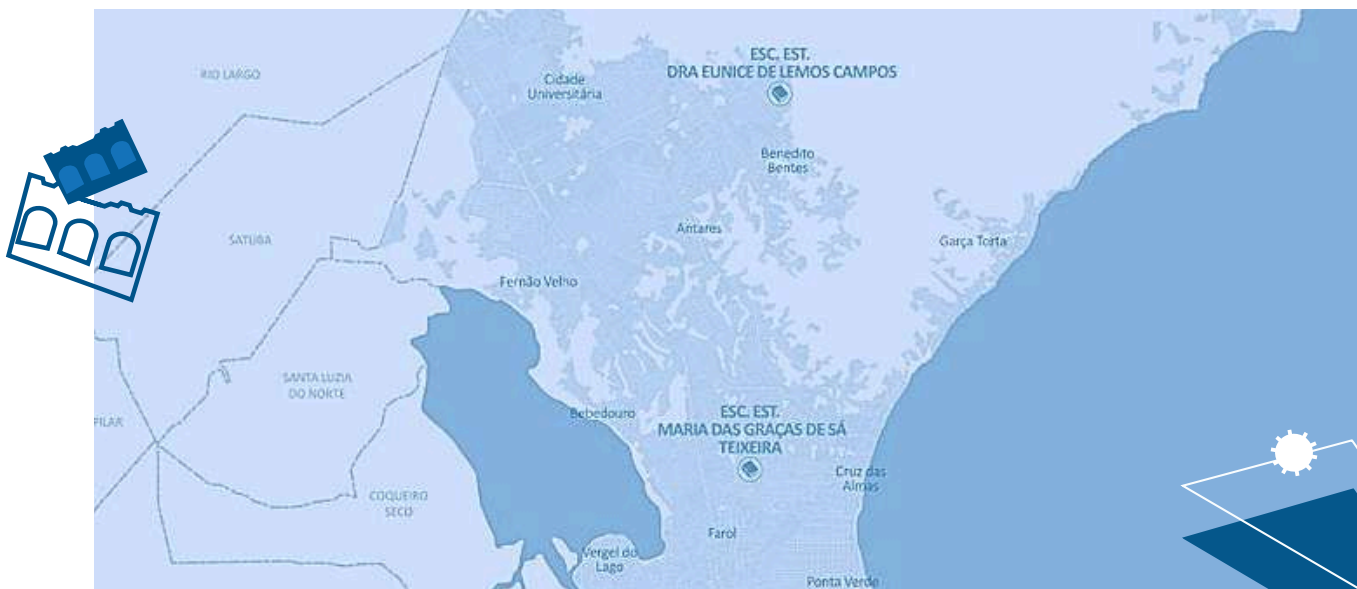 ESC. EST.
DRA EUNICE DE LEMOS CAMPOS
RIO LARGO
Cidade
Universitária
Benedito
Bentes
Antares
SATUBA
Garça Torta
Fernão Velho
SANTA LUZIA
DO NORTE
Bebedouro
ESC. EST.
MARIA DAS GRAÇAS DE SÁ
TEIXEIRA
PILAR
Cruz das
Almas
COQUEIRO
SECO
Farol
Vergel do
Lago
Ponta Verde